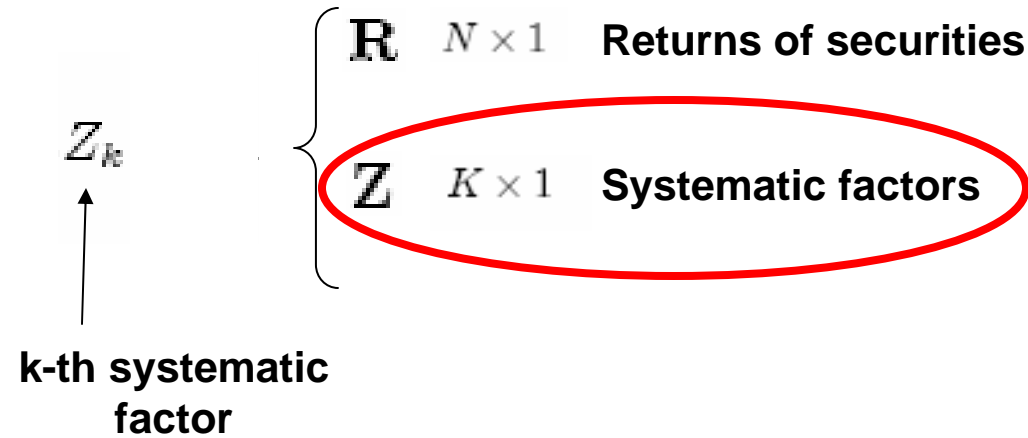 R N × 1 Returns of securities
Z_k
Z K × 1 Systematic factors
k-th systematic
factor